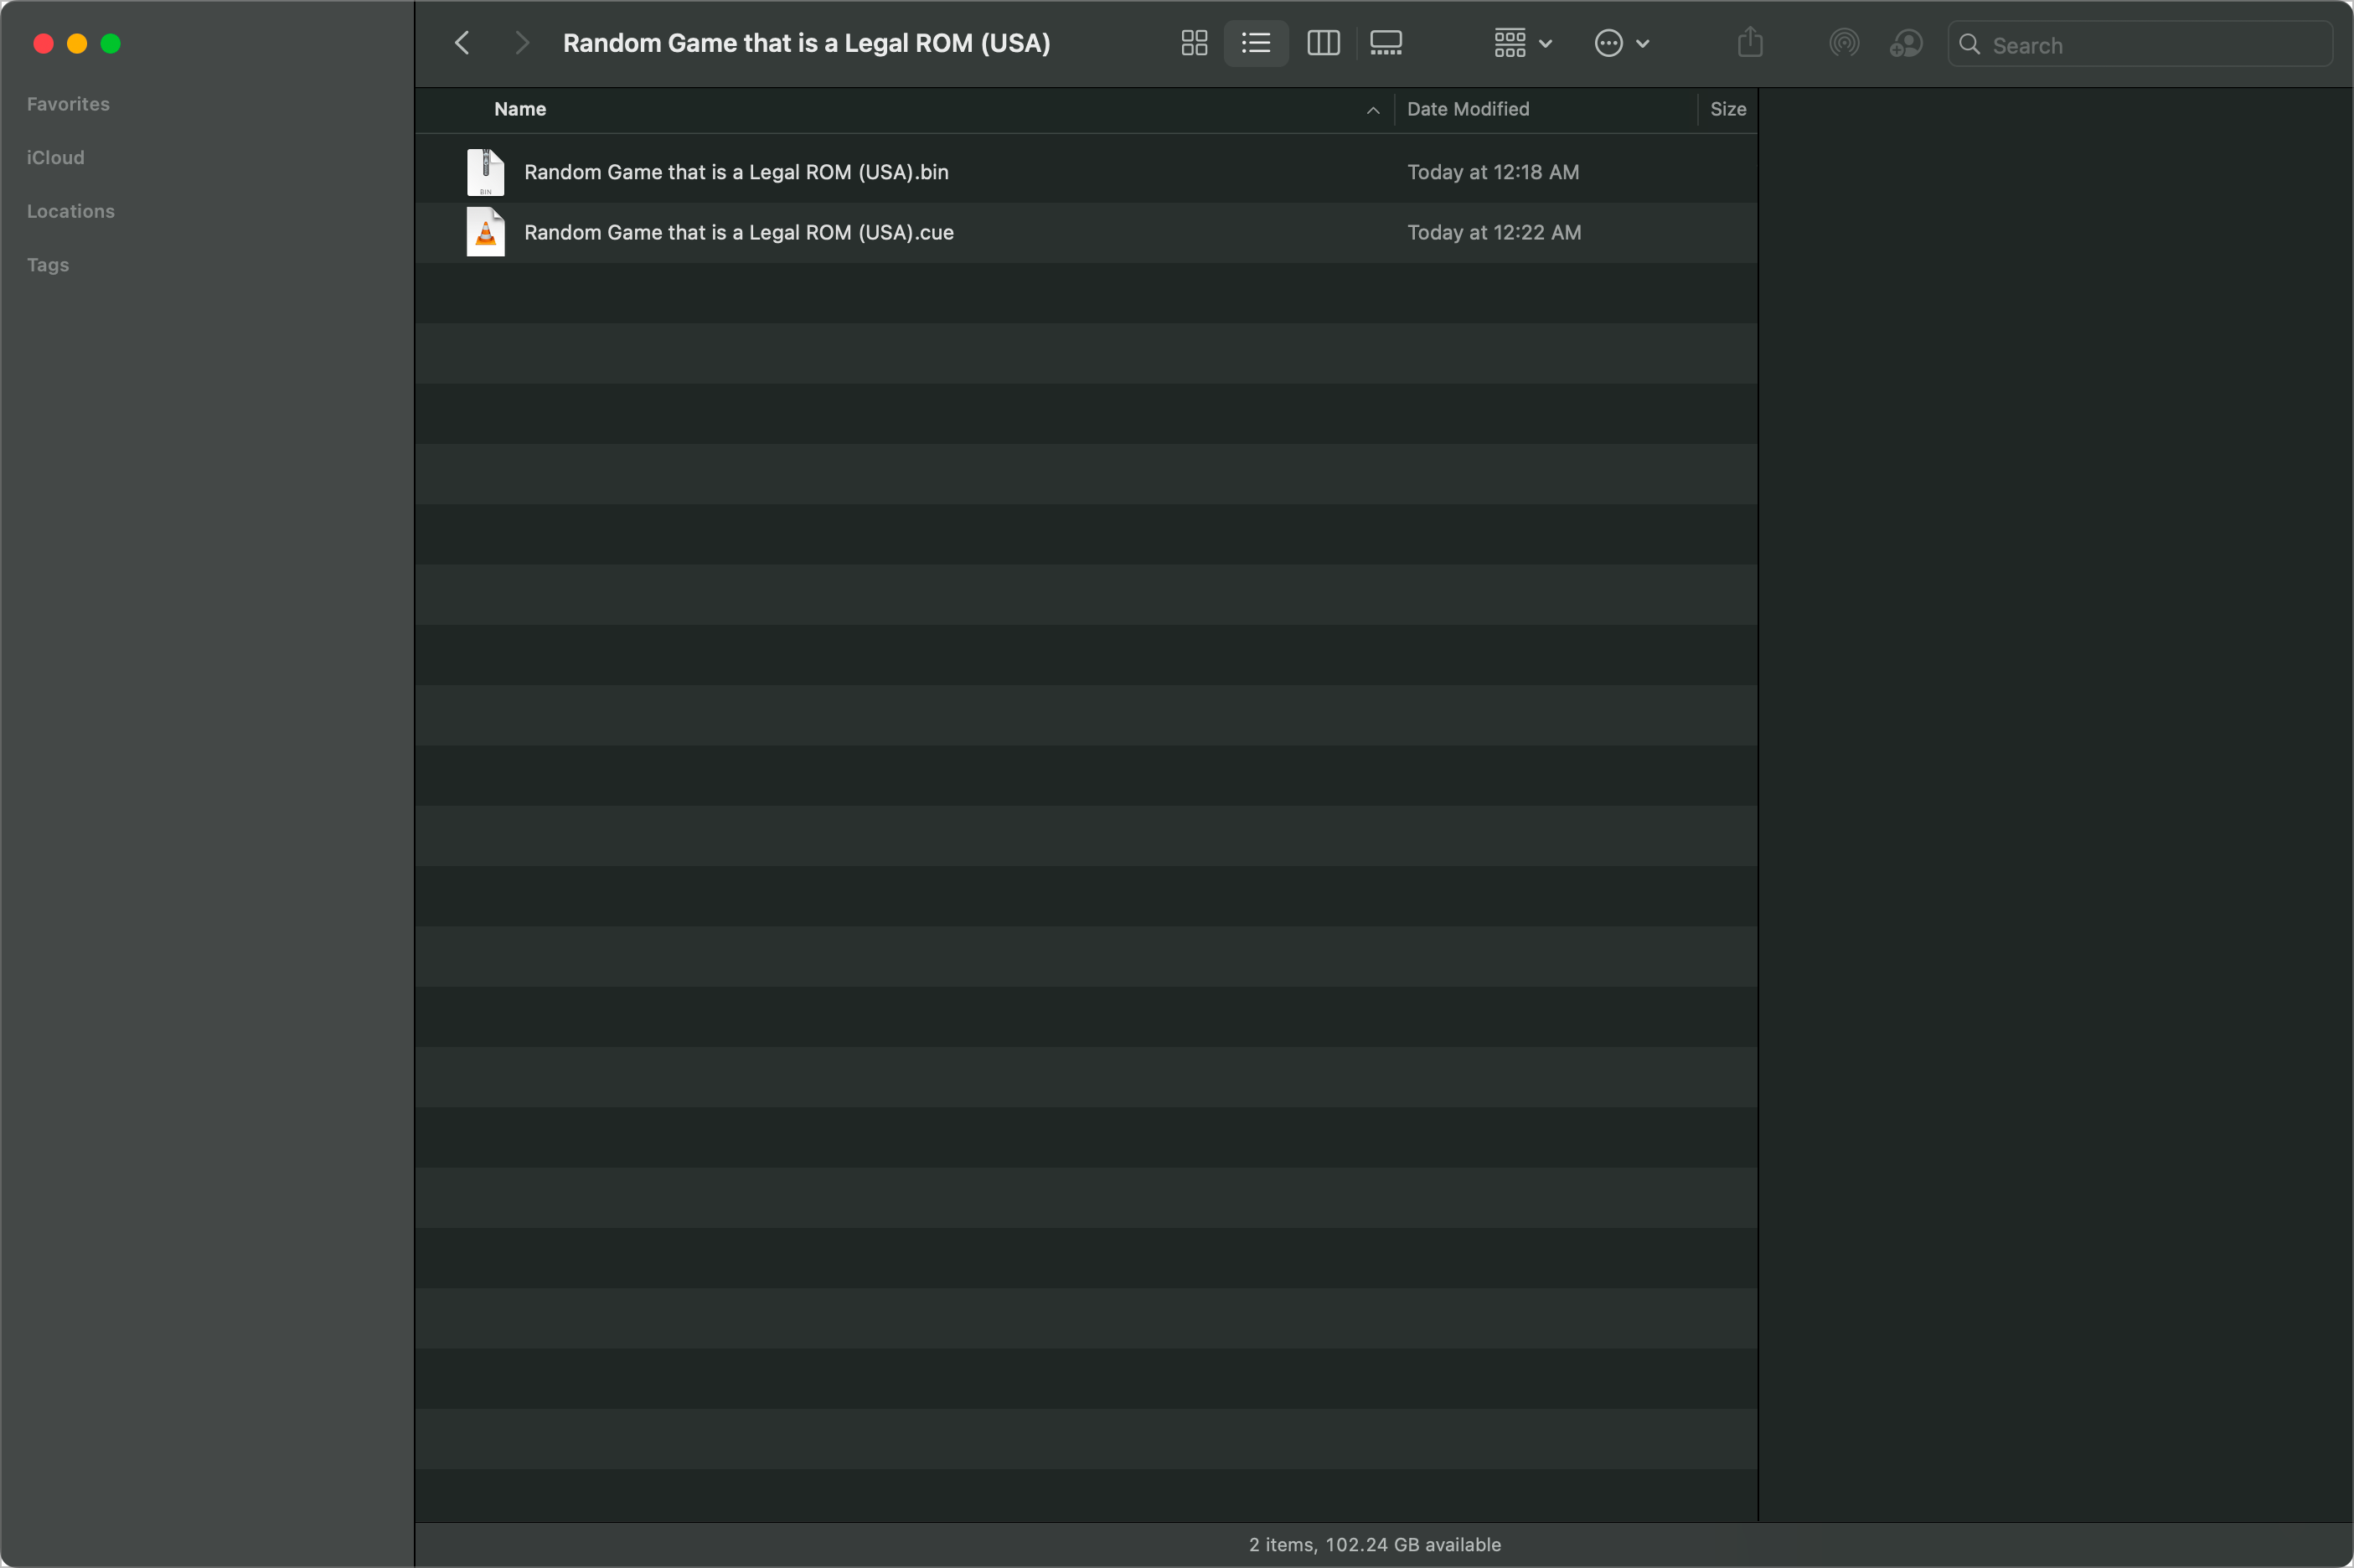 Random Game that is a Legal ROM (USA)
Search
Favorites
iCloud
Locations
Tags
Name
Date Modified
Size
BIN
Random Game that is a Legal ROM (USA).bin
Today at 12:18 AM
Random Game that is a Legal ROM (USA).cue
Today at 12:22 AM
2 items, 102.24 GB available